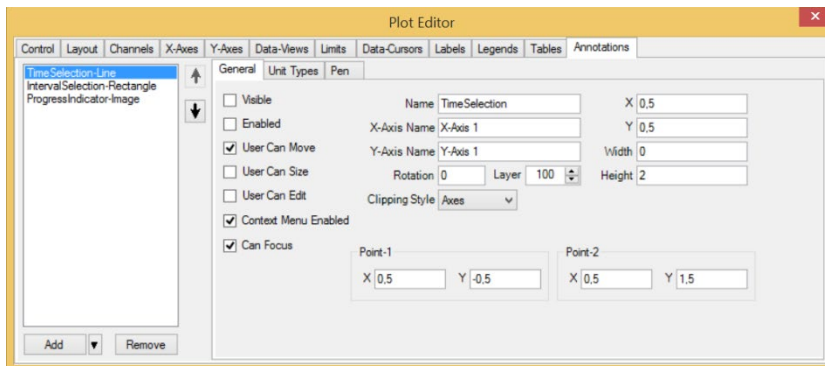 Plot Editor
Control Layout Channels X-Axes Y-Axes Data-Views Limits Data-Cursors Labels Legends Tables Annotations
TimeSelection-Line
IntervalSelection-Rectangle
ProgressIndicator-Image
General Unit Types Pen
Visible Name TimeSelection X 0,5
Enabled X-Axis Name X-Axis 1 Y 0,5
User Can Move Y-Axis Name Y-Axis 1 Width 0
User Can Size Rotation 0 Layer 100 Height 2
User Can Edit Clipping Style Axes
Context Menu Enabled
Can Focus
Point-1 Point-2
X 0,5 Y -0,5 X 0,5 Y 1,5
Add Remove